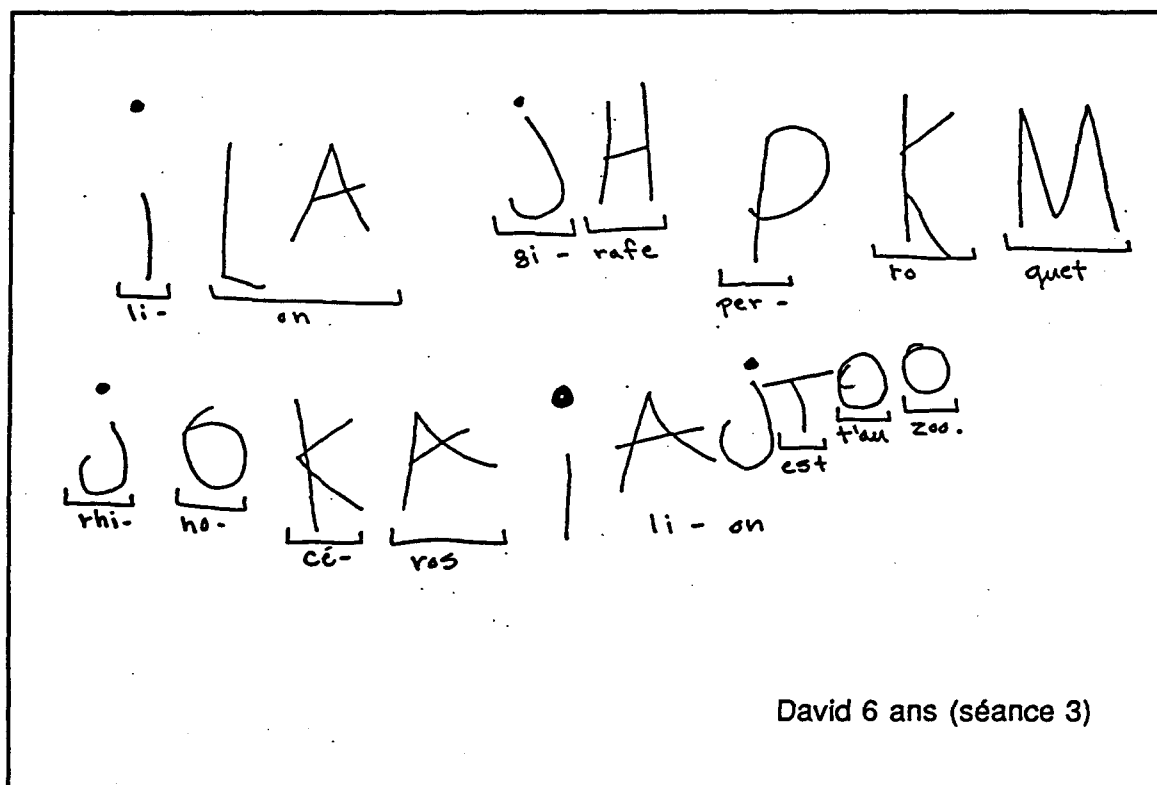 i L A j H P K M
li- on gi - rafe per - ro quet
j O K A i A j T O O
rhi- no- cé- ros li - on est t'au zoo.
David 6 ans (séance 3)